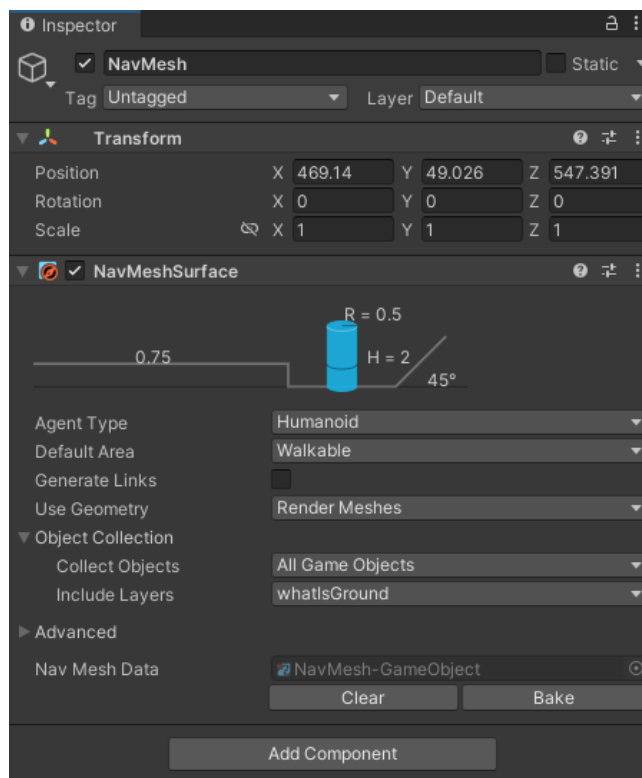 Inspector
NavMesh Static
Tag Untagged Layer Default
Transform
Position X 469.14 Y 49.026 Z 547.391
Rotation X 0 Y 0 Z 0
Scale X 1 Y 1 Z 1
NavMeshSurface
R = 0.5
0.75 H = 2
45°
Agent Type Humanoid
Default Area Walkable
Generate Links
Use Geometry Render Meshes
Object Collection
Collect Objects All Game Objects
Include Layers whatIsGround
Advanced
Nav Mesh Data NavMesh-GameObject
Clear Bake
Add Component